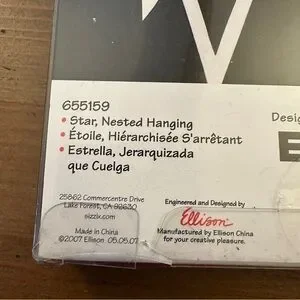 655159
• Star, Nested Hanging
• Étoile, Hiérarchisée S'arrêtant
• Estrella, Jerarquizada
que Cuelga
Desig
E
25862 Commercentre Drive
Lake Forest, CA 92630
sizzix.com
Made in China
©2007 Ellison 05.05.07
Engineered and Designed by
Ellison
Manufactured by Ellison China
for your creative pleasure.